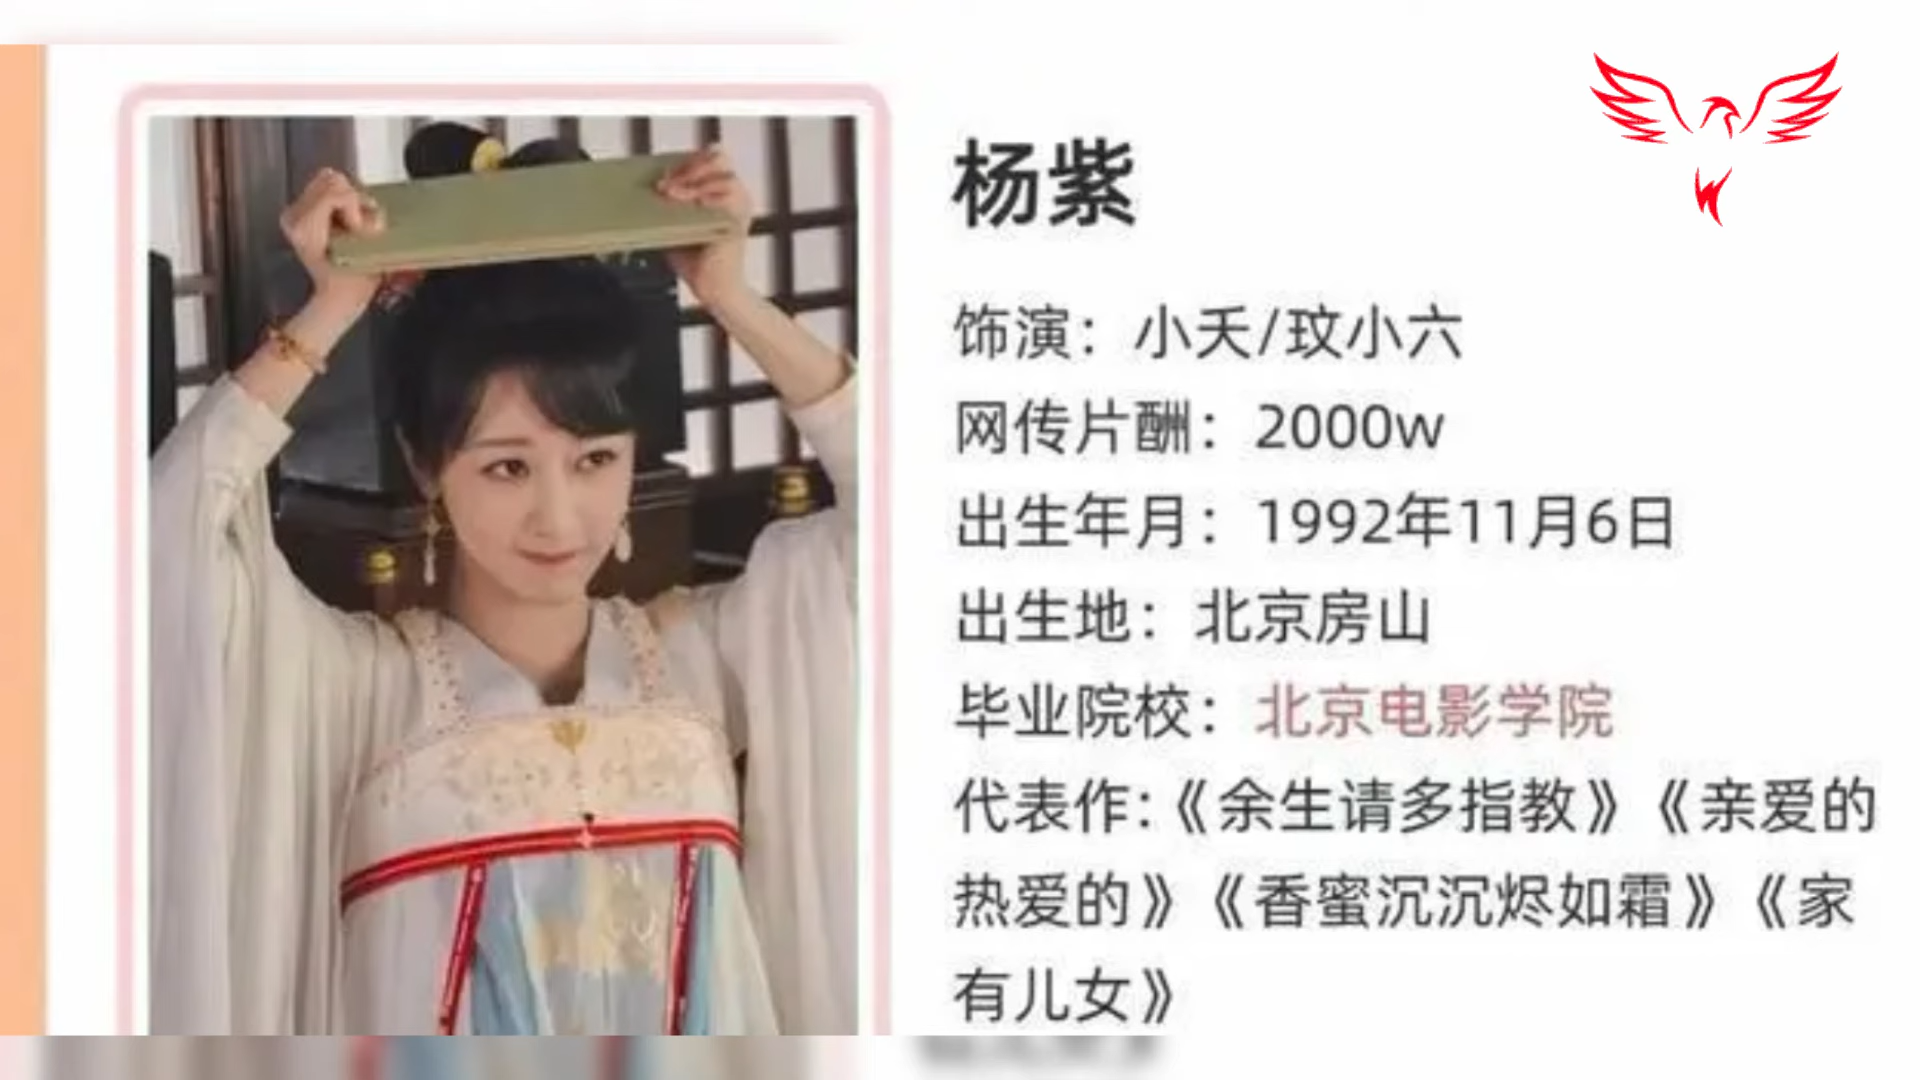 杨紫
饰演：小夭/玟小六
网传片酬：2000w
出生年月：1992年11月6日
出生地：北京房山
毕业院校：北京电影学院
代表作:《余生请多指教》《亲爱的
热爱的》《香蜜沉沉烬如霜》《家
有儿女》